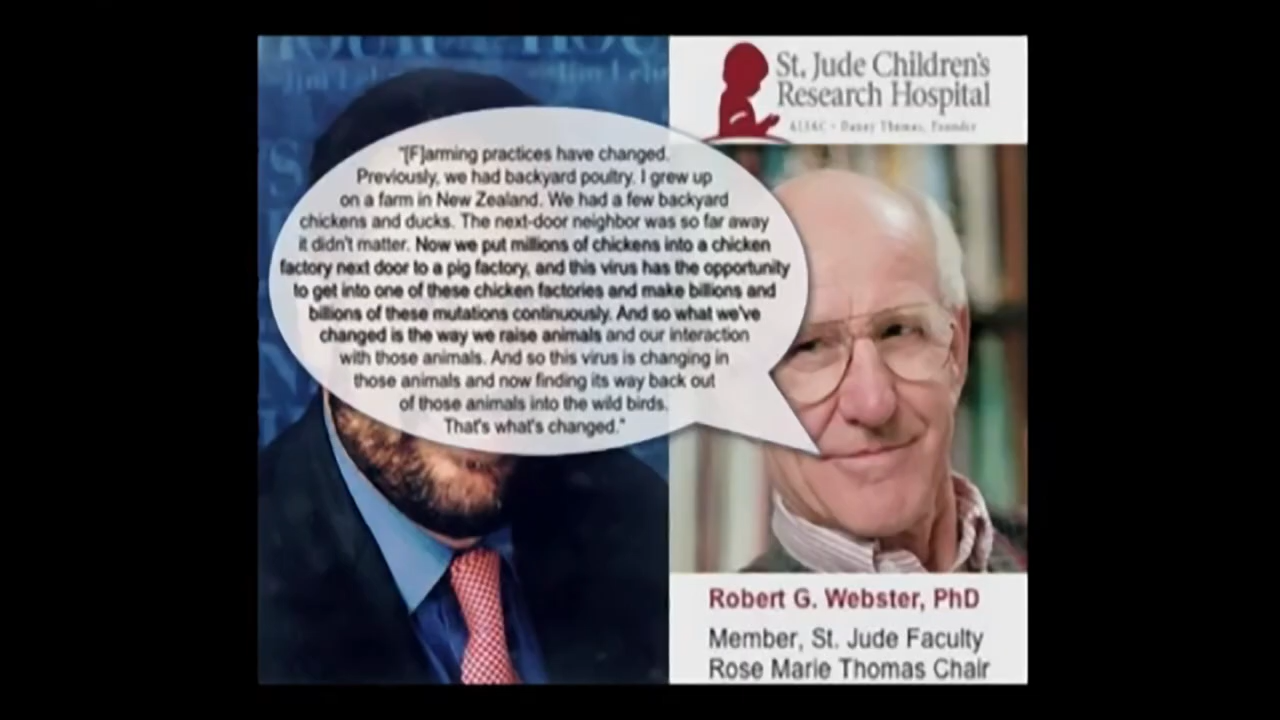 St. Jude Children's
Research Hospital
ALSAC - Danny Thomas, Founder
"[F]arming practices have changed.
Previously, we had backyard poultry. I grew up
on a farm in New Zealand. We had a few backyard
chickens and ducks. The next-door neighbor was so far away
it didn't matter. Now we put millions of chickens into a chicken
factory next door to a pig factory, and this virus has the opportunity
to get into one of these chicken factories and make billions and
billions of these mutations continuously. And so what we've
changed is the way we raise animals and our interaction
with those animals. And so this virus is changing in
those animals and now finding its way back out
of those animals into the wild birds.
That's what's changed."
Robert G. Webster, PhD
Member, St. Jude Faculty
Rose Marie Thomas Chair